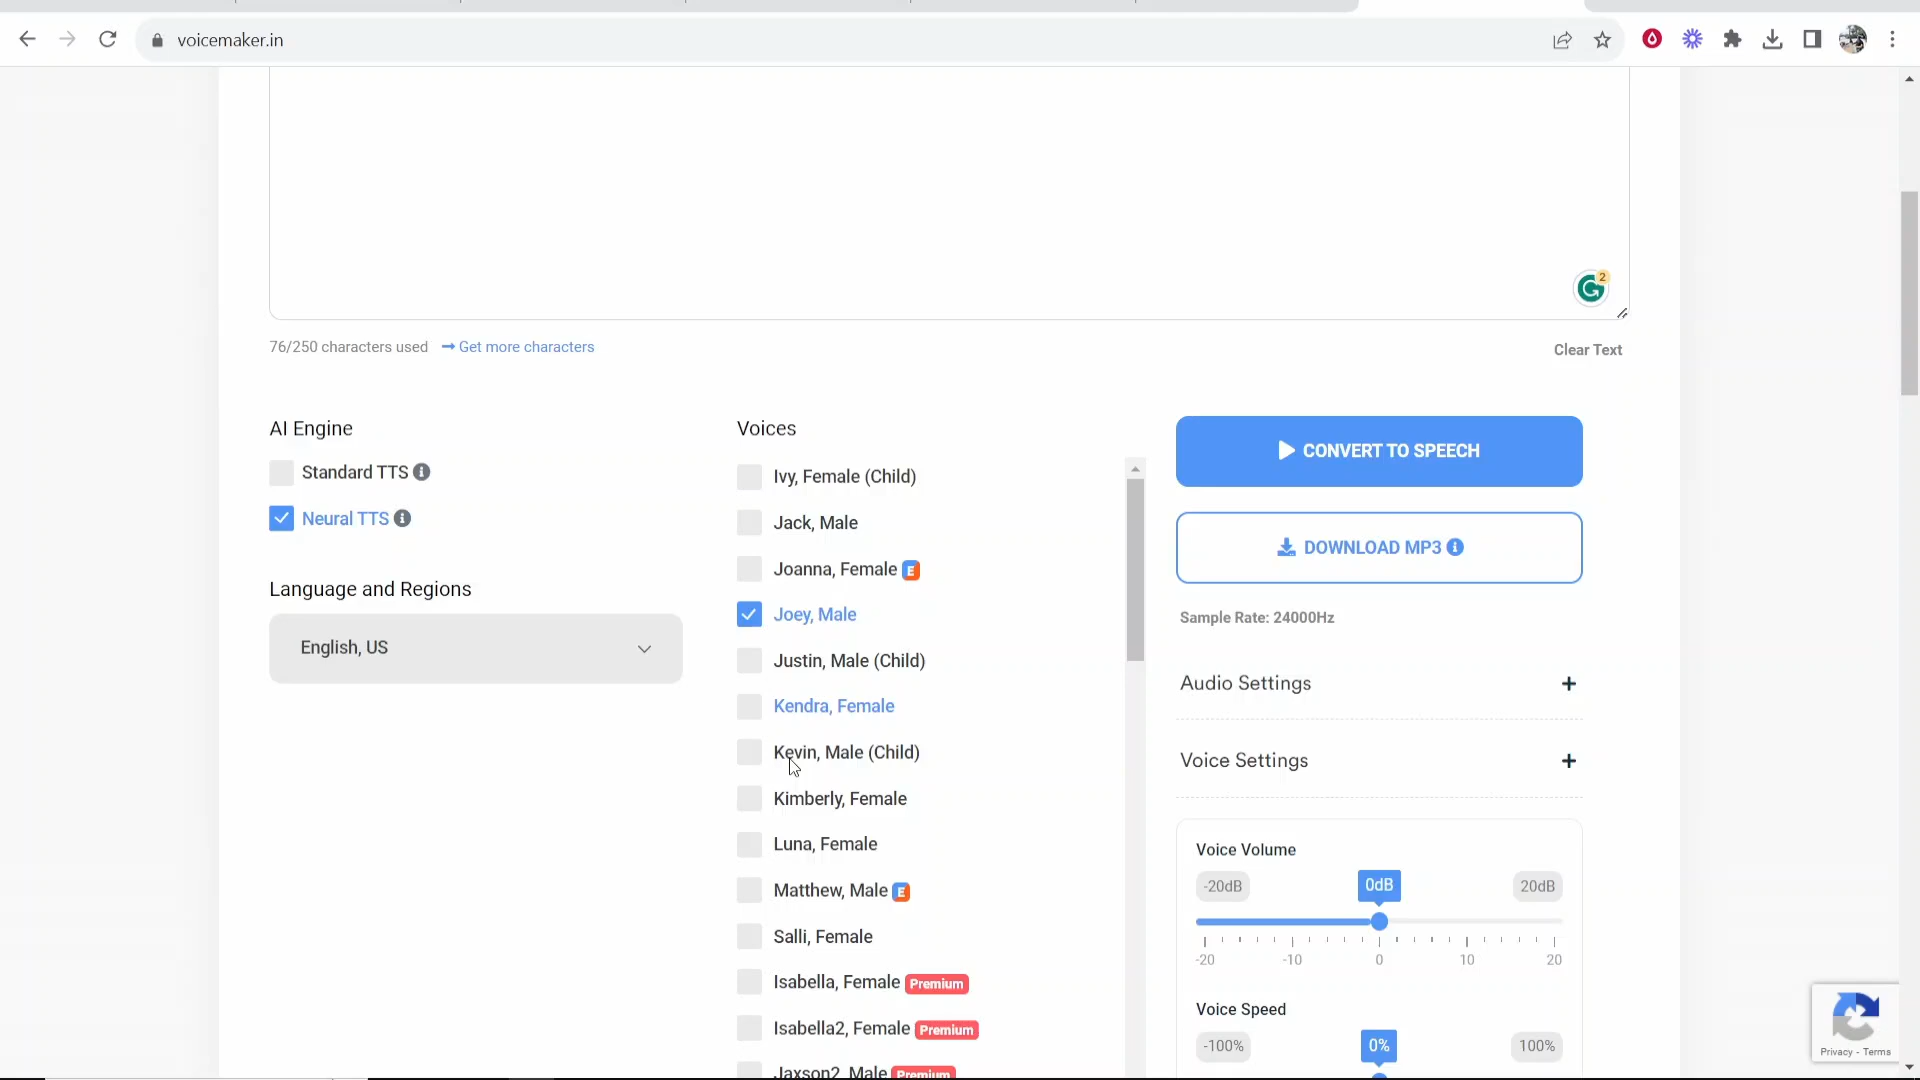 voicemaker.in
2
76/250 characters used
Get more characters
Clear Text
AI Engine
Standard TTS
Neural TTS
Language and Regions
English, US
Voices
Ivy, Female (Child)
Jack, Male
Joanna, Female E
Joey, Male
Justin, Male (Child)
Kendra, Female
Kevin, Male (Child)
Kimberly, Female
Luna, Female
Matthew, Male E
Salli, Female
Isabella, Female Premium
Isabella2, Female Premium
Jaxson2, Male Premium
CONVERT TO SPEECH
DOWNLOAD MP3
Sample Rate: 24000Hz
Audio Settings +
Voice Settings +
Voice Volume
-20dB 0dB 20dB
-20 -10 0 10 20
Voice Speed
-100% 0% 100%
Privacy - Terms